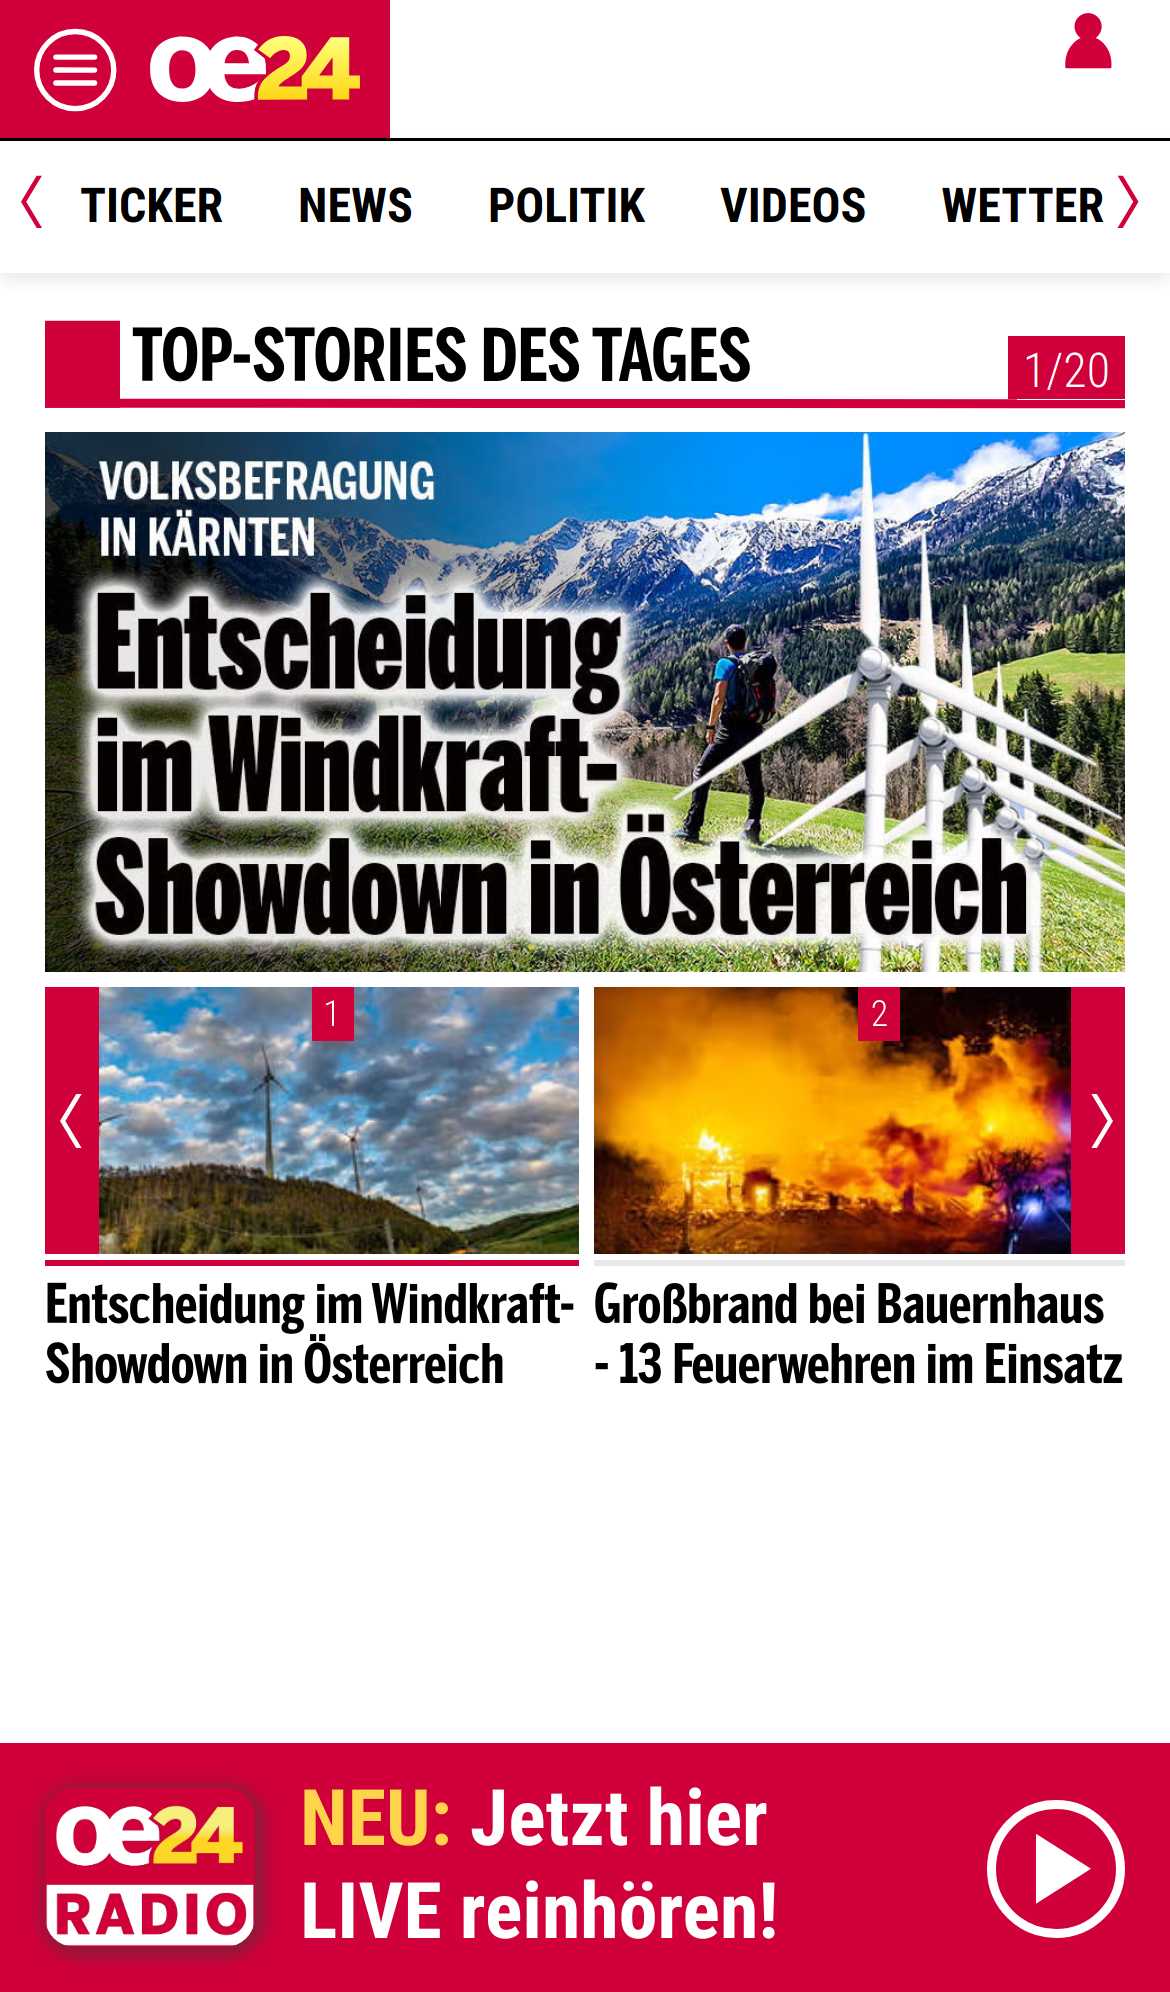 oe24
TICKER NEWS POLITIK VIDEOS WETTER
TOP-STORIES DES TAGES
1/20
VOLKSBEFRAGUNG
IN KÄRNTEN
Entscheidung
im Windkraft-
Showdown in Österreich
1
2
Entscheidung im Windkraft-
Showdown in Österreich
Großbrand bei Bauernhaus
- 13 Feuerwehren im Einsatz
oe24
RADIO
NEU: Jetzt hier
LIVE reinhören!